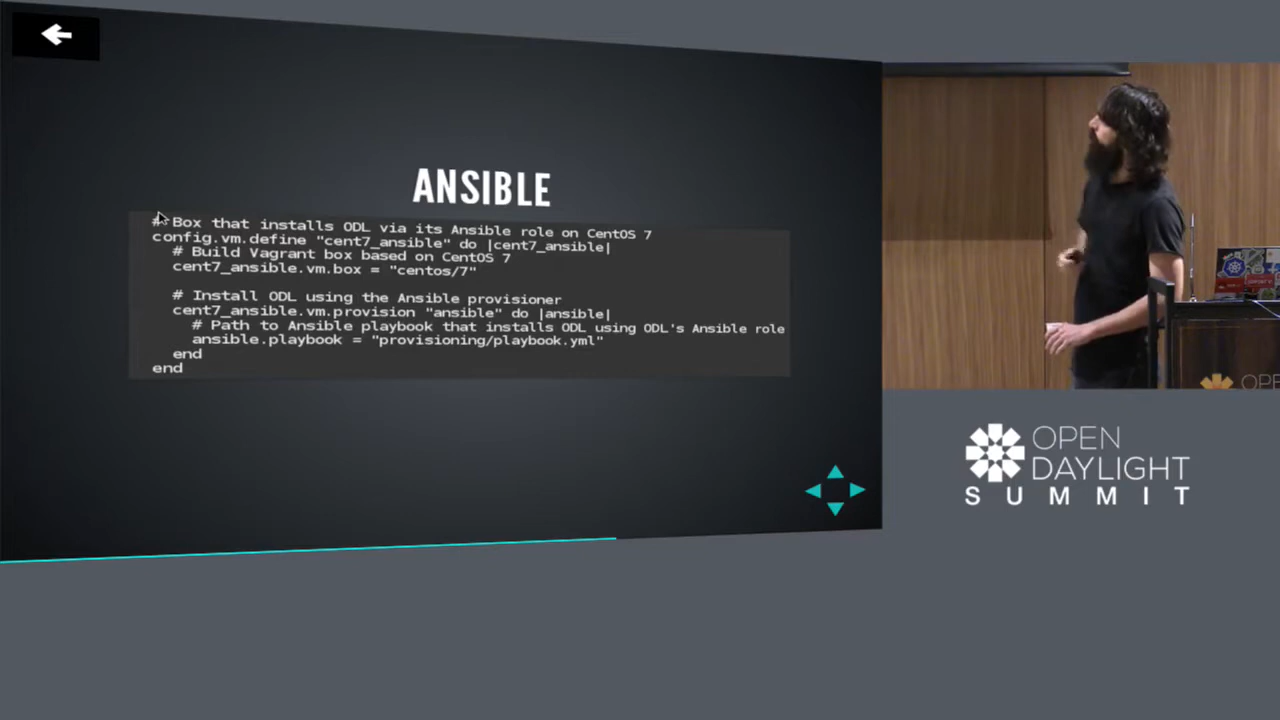 ANSIBLE
# Box that installs ODL via its Ansible role on CentOS 7
config.vm.define "cent7_ansible" do |cent7_ansible|
# Build Vagrant box based on CentOS 7
cent7_ansible.vm.box = "centos/7"
# Install ODL using the Ansible provisioner
cent7_ansible.vm.provision "ansible" do |ansible|
# Path to Ansible playbook that installs ODL using ODL's Ansible role
ansible.playbook = "provisioning/playbook.yml"
end
end
OPEN
DAYLIGHT
SUMMIT